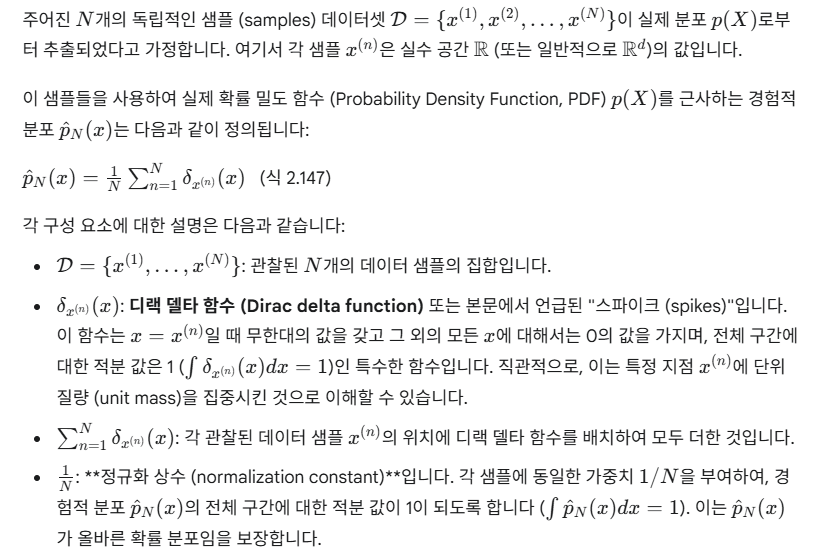 주어진 $N$개의 독립적인 샘플 (samples) 데이터셋 $\mathcal{D} = \{x^{(1)}, x^{(2)}, \ldots, x^{(N)}\}$이 실제 분포 $p(X)$로부
터 추출되었다고 가정합니다. 여기서 각 샘플 $x^{(n)}$은 실수 공간 $\mathbb{R}$ (또는 일반적으로 $\mathbb{R}^d$)의 값입니다.
이 샘플들을 사용하여 실제 확률 밀도 함수 (Probability Density Function, PDF) $p(X)$를 근사하는 경험적
분포 $\hat{p}_N(x)$는 다음과 같이 정의됩니다:
$\hat{p}_N(x) = \frac{1}{N} \sum_{n=1}^{N} \delta_{x^{(n)}}(x)$ (식 2.147)
각 구성 요소에 대한 설명은 다음과 같습니다:
• $\mathcal{D} = \{x^{(1)}, \ldots, x^{(N)}\}$: 관찰된 $N$개의 데이터 샘플의 집합입니다.
• $\delta_{x^{(n)}}(x)$: 디랙 델타 함수 (Dirac delta function) 또는 본문에서 언급된 "스파이크 (spikes)"입니다.
이 함수는 $x = x^{(n)}$일 때 무한대의 값을 갖고 그 외의 모든 $x$에 대해서는 0의 값을 가지며, 전체 구간에
대한 적분 값은 1 ($\int \delta_{x^{(n)}}(x)dx = 1$)인 특수한 함수입니다. 직관적으로, 이는 특정 지점 $x^{(n)}$에 단위
질량 (unit mass)을 집중시킨 것으로 이해할 수 있습니다.
• $\sum_{n=1}^{N} \delta_{x^{(n)}}(x)$: 각 관찰된 데이터 샘플 $x^{(n)}$의 위치에 디랙 델타 함수를 배치하여 모두 더한 것입니다.
• $\frac{1}{N}$: **정규화 상수 (normalization constant)**입니다. 각 샘플에 동일한 가중치 $1/N$을 부여하여, 경
험적 분포 $\hat{p}_N(x)$의 전체 구간에 대한 적분 값이 1이 되도록 합니다 ($\int \hat{p}_N(x)dx = 1$). 이는 $\hat{p}_N(x)$
가 올바른 확률 분포임을 보장합니다.